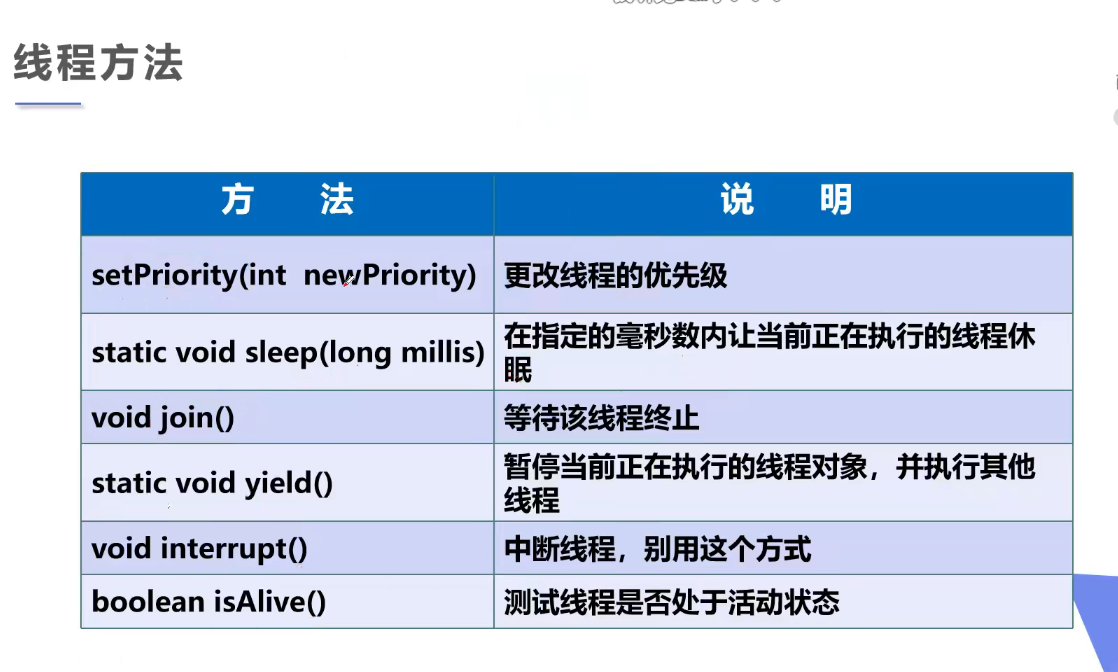 线程方法
方 法 说 明
setPriority(int newPriority) 更改线程的优先级
static void sleep(long millis) 在指定的毫秒数内让当前正在执行的线程休
眠
void join() 等待该线程终止
static void yield() 暂停当前正在执行的线程对象，并执行其他
线程
void interrupt() 中断线程，别用这个方式
boolean isAlive() 测试线程是否处于活动状态